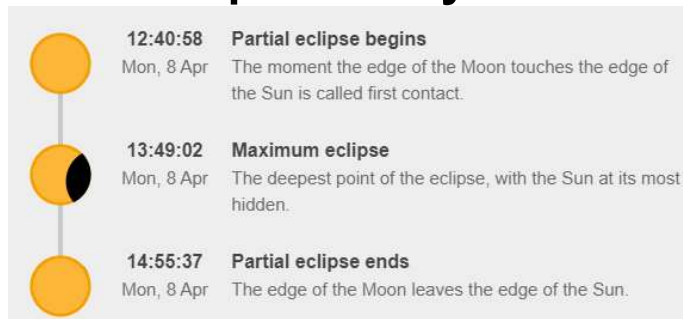 12:40:58 Partial eclipse begins
Mon, 8 Apr The moment the edge of the Moon touches the edge of
the Sun is called first contact.
13:49:02 Maximum eclipse
Mon, 8 Apr The deepest point of the eclipse, with the Sun at its most
hidden.
14:55:37 Partial eclipse ends
Mon, 8 Apr The edge of the Moon leaves the edge of the Sun.